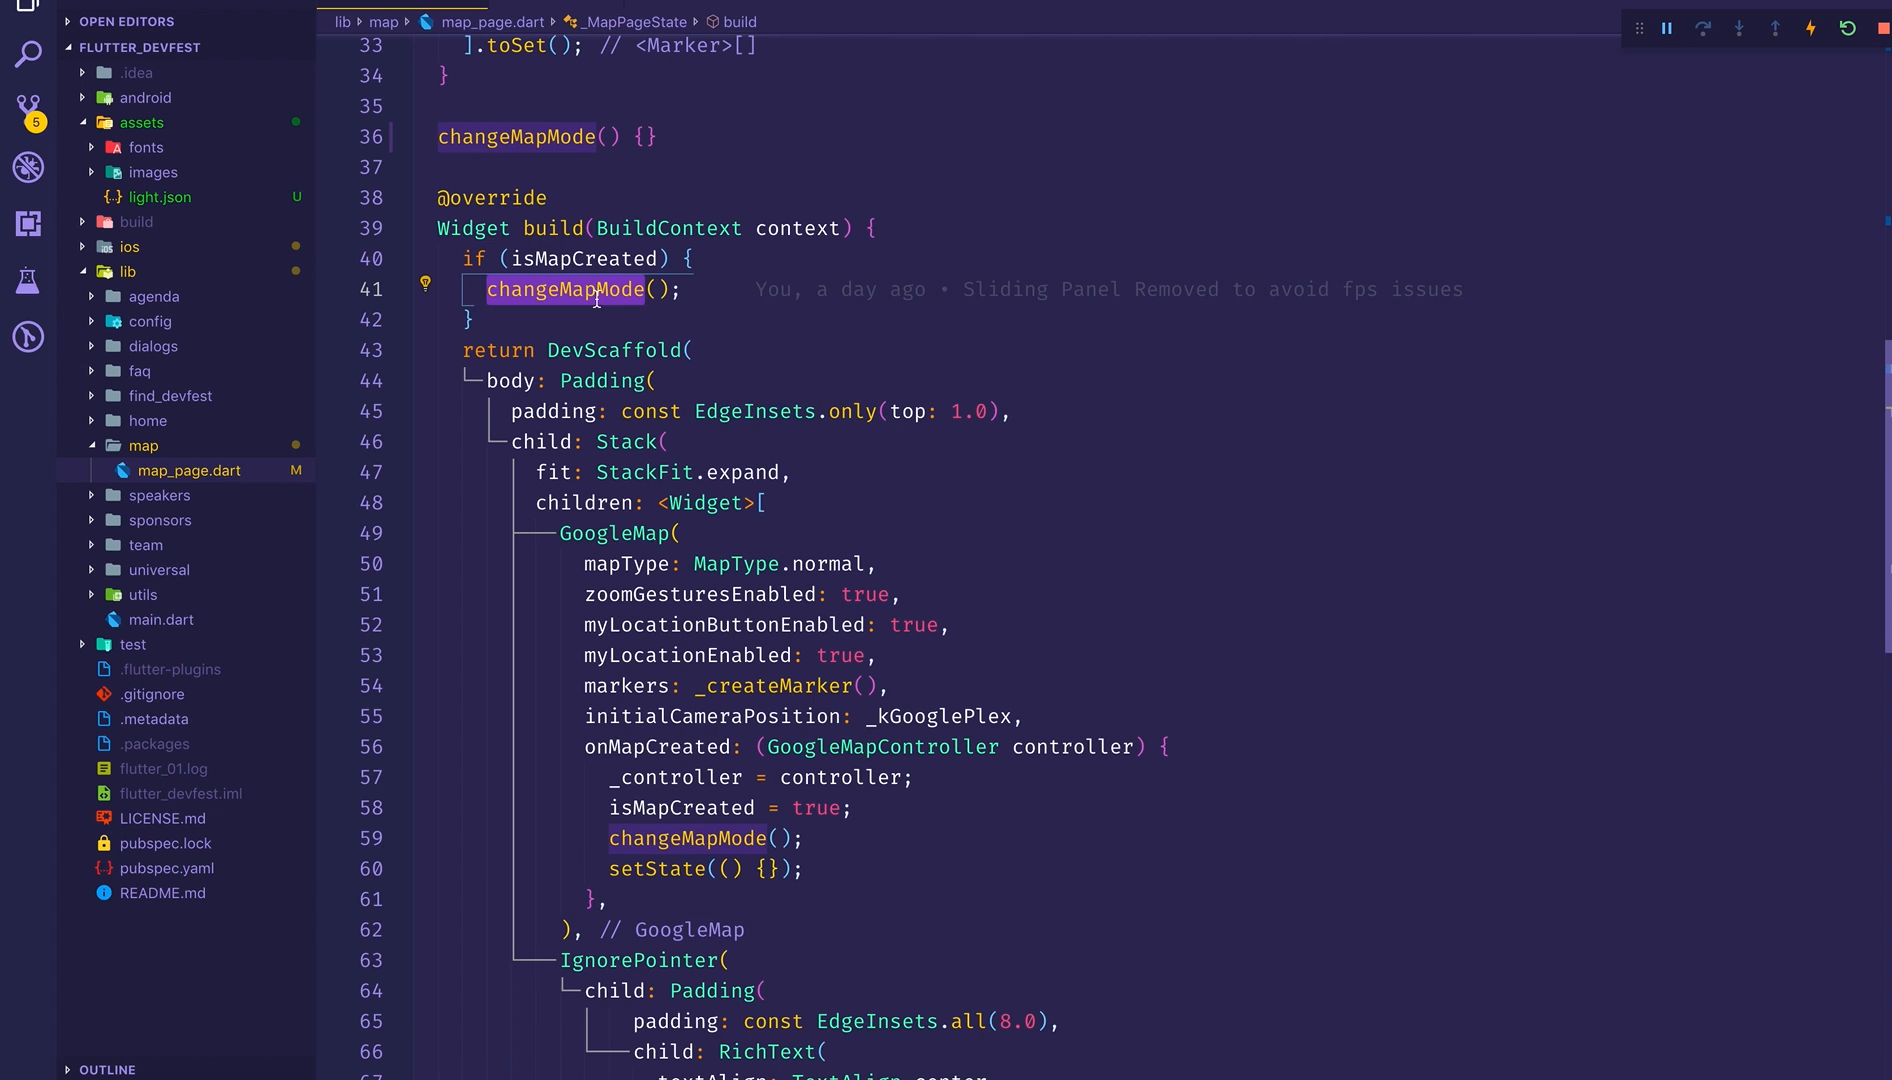 OPEN EDITORS
FLUTTER_DEVFEST
.idea
android
assets
fonts
images
light.json U
build
ios
lib
agenda
config
dialogs
faq
find_devfest
home
map
map_page.dart M
speakers
sponsors
team
universal
utils
main.dart
test
.flutter-plugins
.gitignore
.metadata
.packages
flutter_01.log
flutter_devfest.iml
LICENSE.md
pubspec.lock
pubspec.yaml
README.md
OUTLINE
5
lib map map_page.dart _MapPageState build
33 ].toSet(); // <Marker>[]
34 }
35
36 changeMapMode() {}
37
38 @override
39 Widget build(BuildContext context) {
40 if (isMapCreated) {
41 changeMapMode(); You, a day ago • Sliding Panel Removed to avoid fps issues
42 }
43 return DevScaffold(
44 body: Padding(
45 padding: const EdgeInsets.only(top: 1.0),
46 child: Stack(
47 fit: StackFit.expand,
48 children: <Widget>[
49 GoogleMap(
50 mapType: MapType.normal,
51 zoomGesturesEnabled: true,
52 myLocationButtonEnabled: true,
53 myLocationEnabled: true,
54 markers: _createMarker(),
55 initialCameraPosition: _kGooglePlex,
56 onMapCreated: (GoogleMapController controller) {
57 _controller = controller;
58 isMapCreated = true;
59 changeMapMode();
60 setState(() {});
61 },
62 ), // GoogleMap
63 IgnorePointer(
64 child: Padding(
65 padding: const EdgeInsets.all(8.0),
66 child: RichText(